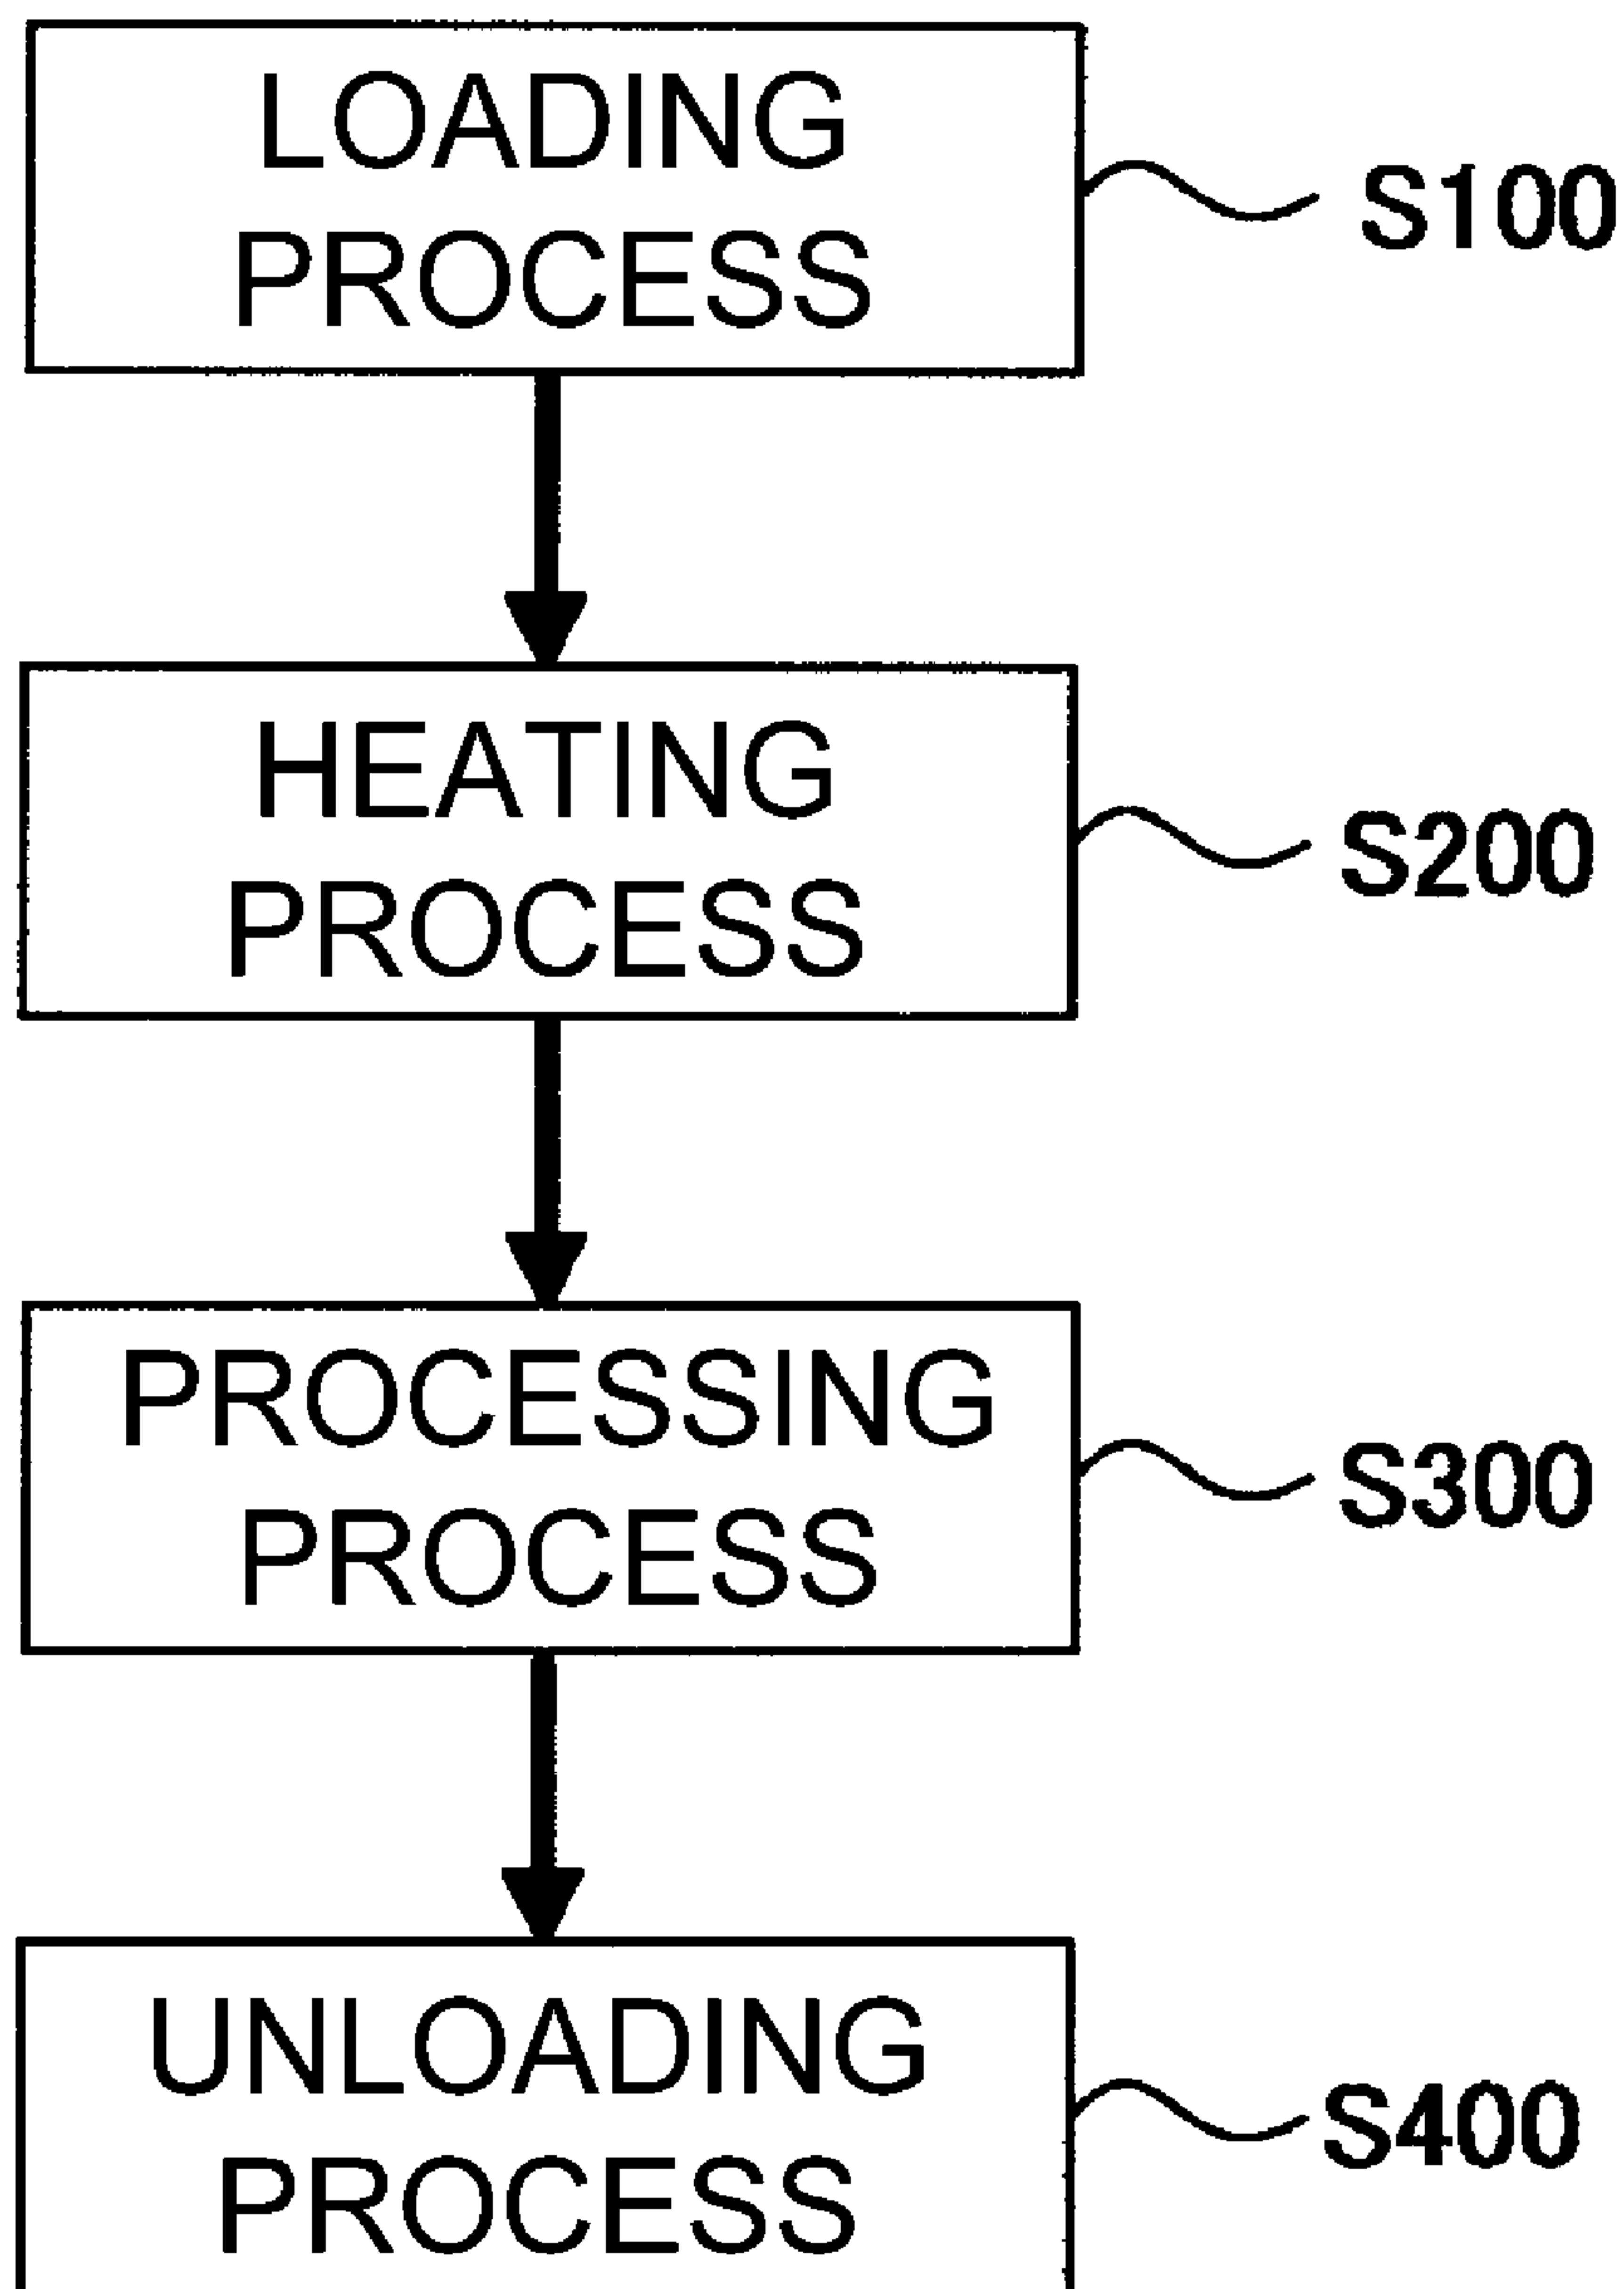 LOADING
PROCESS
S100
HEATING
PROCESS
S200
PROCESSING
PROCESS
S300
UNLOADING
PROCESS
S400